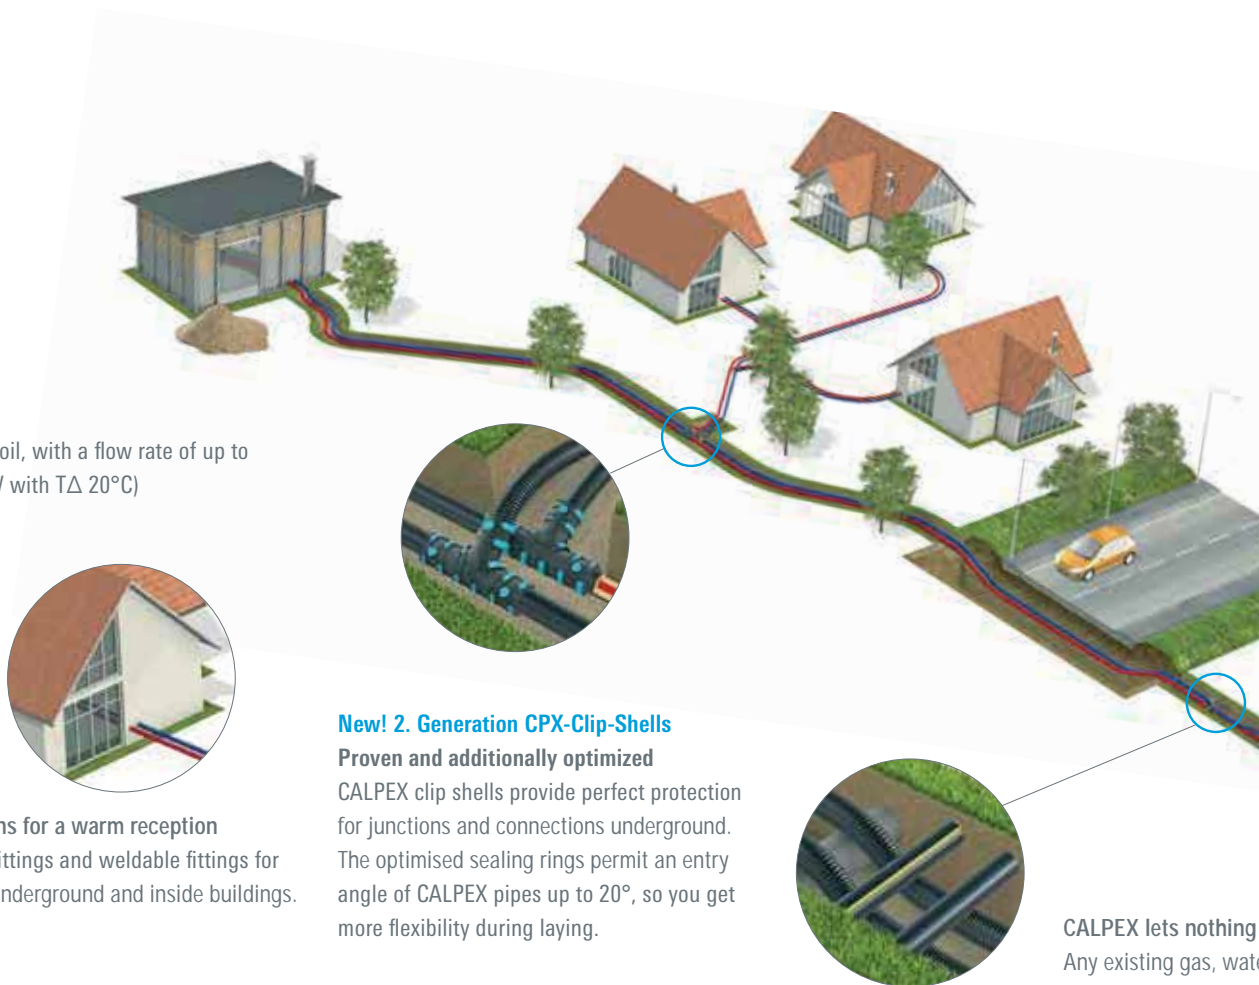 oil, with a flow rate of up to
with T∆ 20°C)
for a warm reception
ittings and weldable fittings for
nderground and inside buildings.
New! 2. Generation CPX-Clip-Shells
Proven and additionally optimized
CALPEX clip shells provide perfect protection
for junctions and connections underground.
The optimised sealing rings permit an entry
angle of CALPEX pipes up to 20°, so you get
more flexibility during laying.
CALPEX lets nothing
Any existing gas, wate